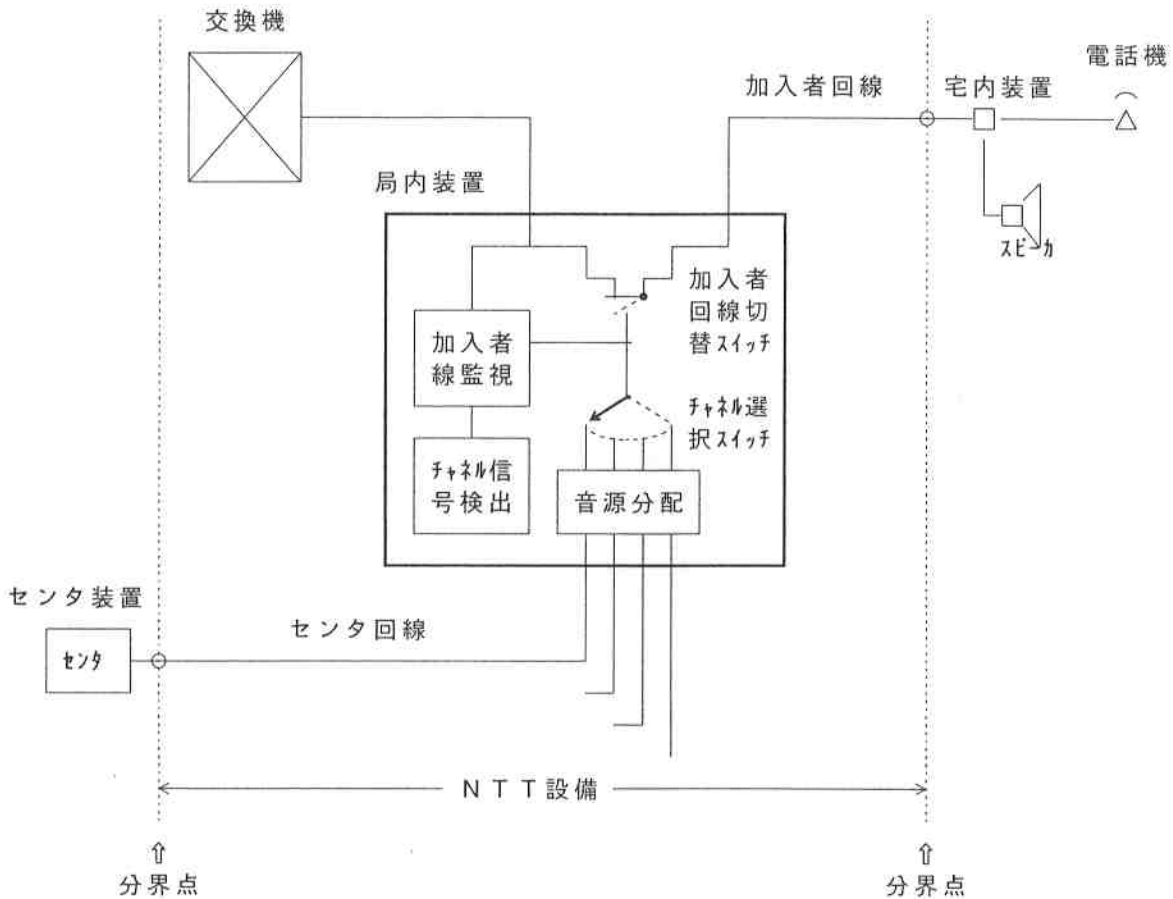 交換機
電話機
加入者回線
宅内装置
スピーカ
局内装置
加入者
回線切
替スイッチ
加入者
線監視
チャネル選
択スイッチ
チャネル信
号検出
音源分配
センタ装置
センタ回線
センタ
NTT設備
⇧
分界点
⇧
分界点